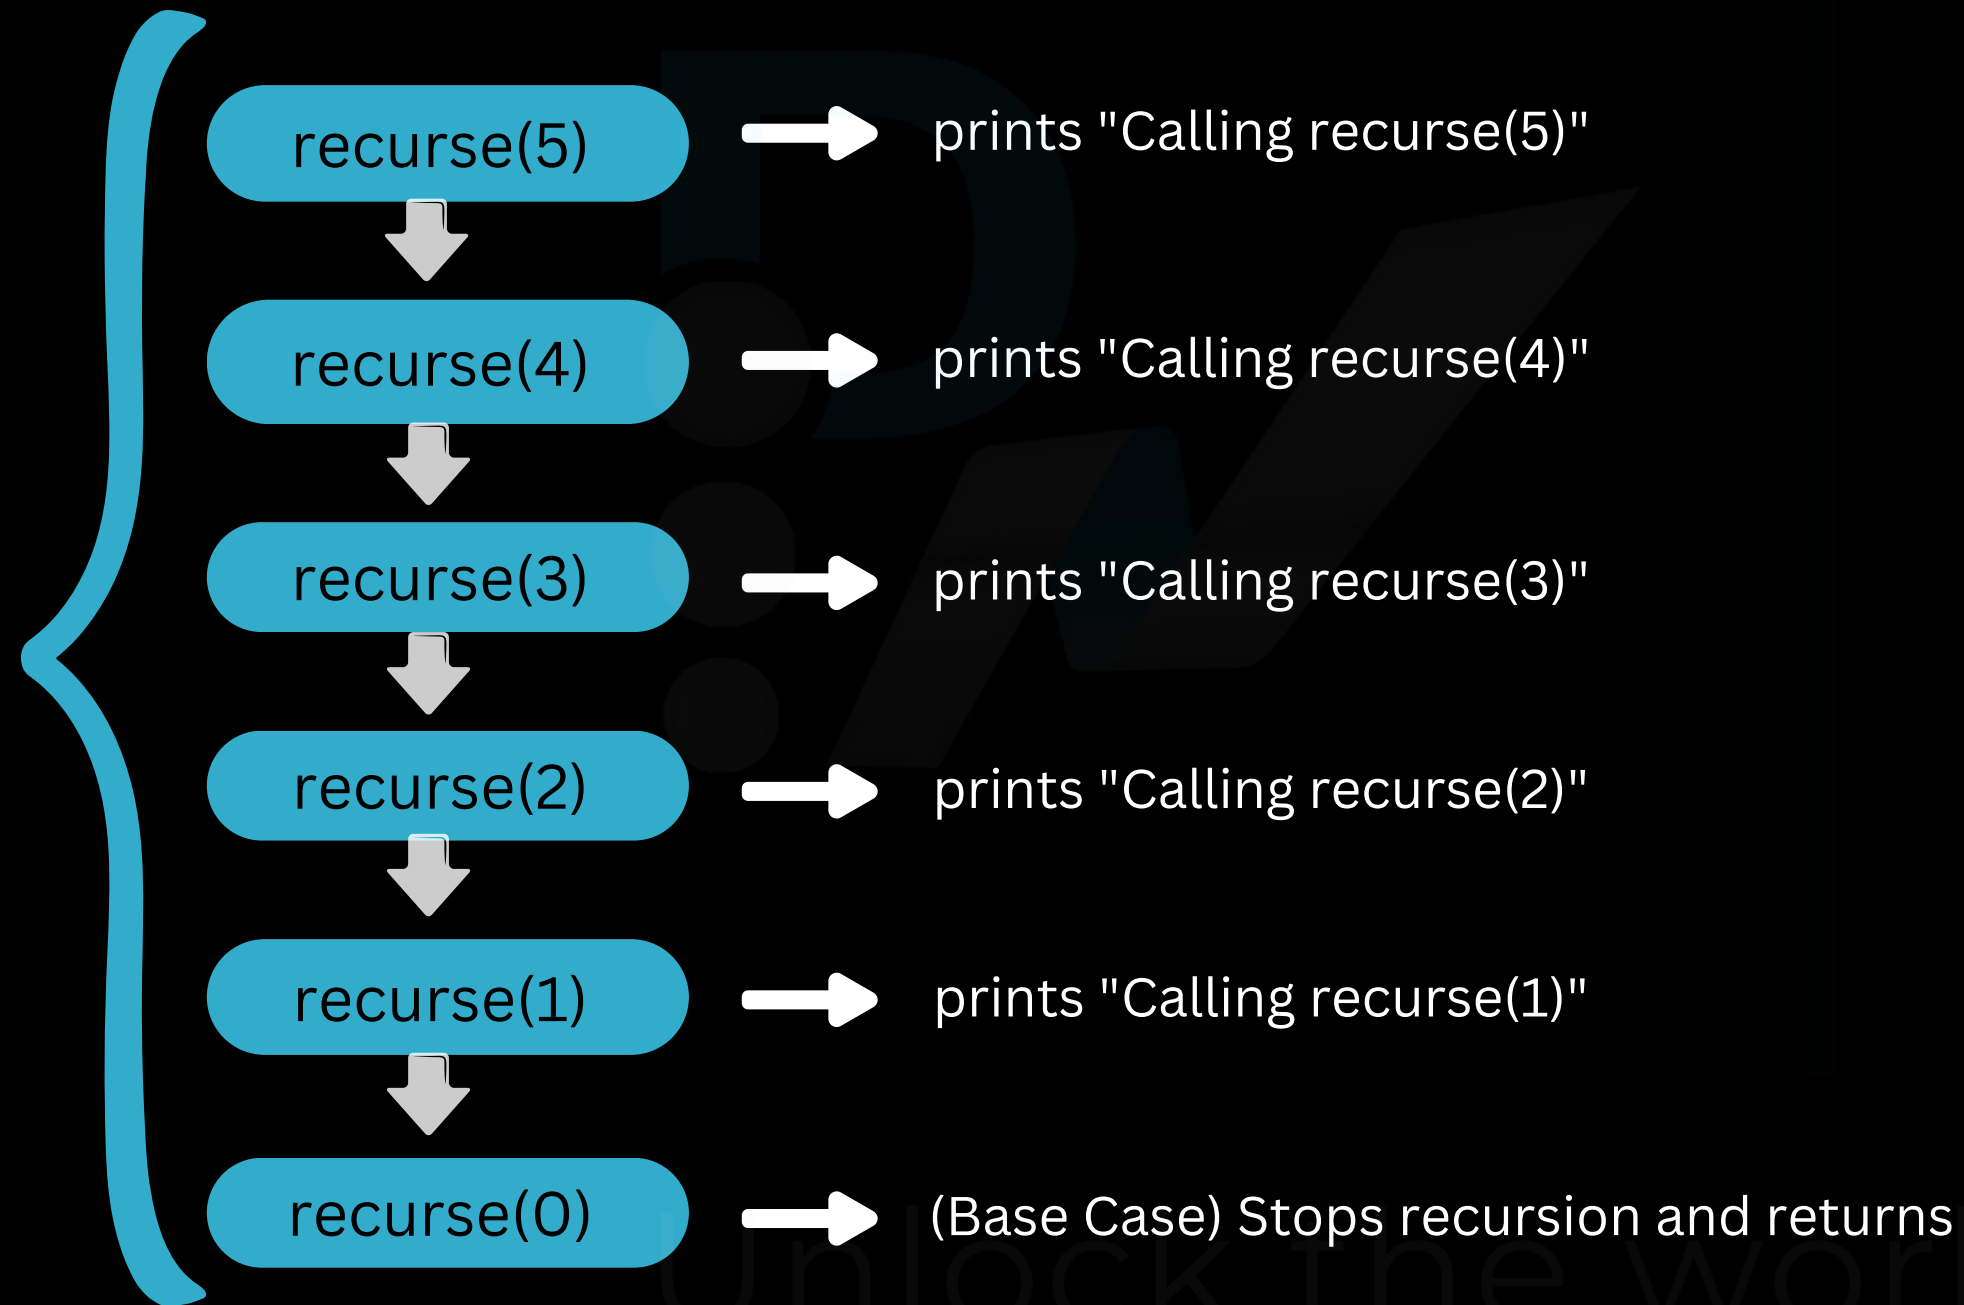 recurse(5)
prints "Calling recurse(5)"
recurse(4)
prints "Calling recurse(4)"
recurse(3)
prints "Calling recurse(3)"
recurse(2)
prints "Calling recurse(2)"
recurse(1)
prints "Calling recurse(1)"
recurse(0)
(Base Case) Stops recursion and returns
Unlock the